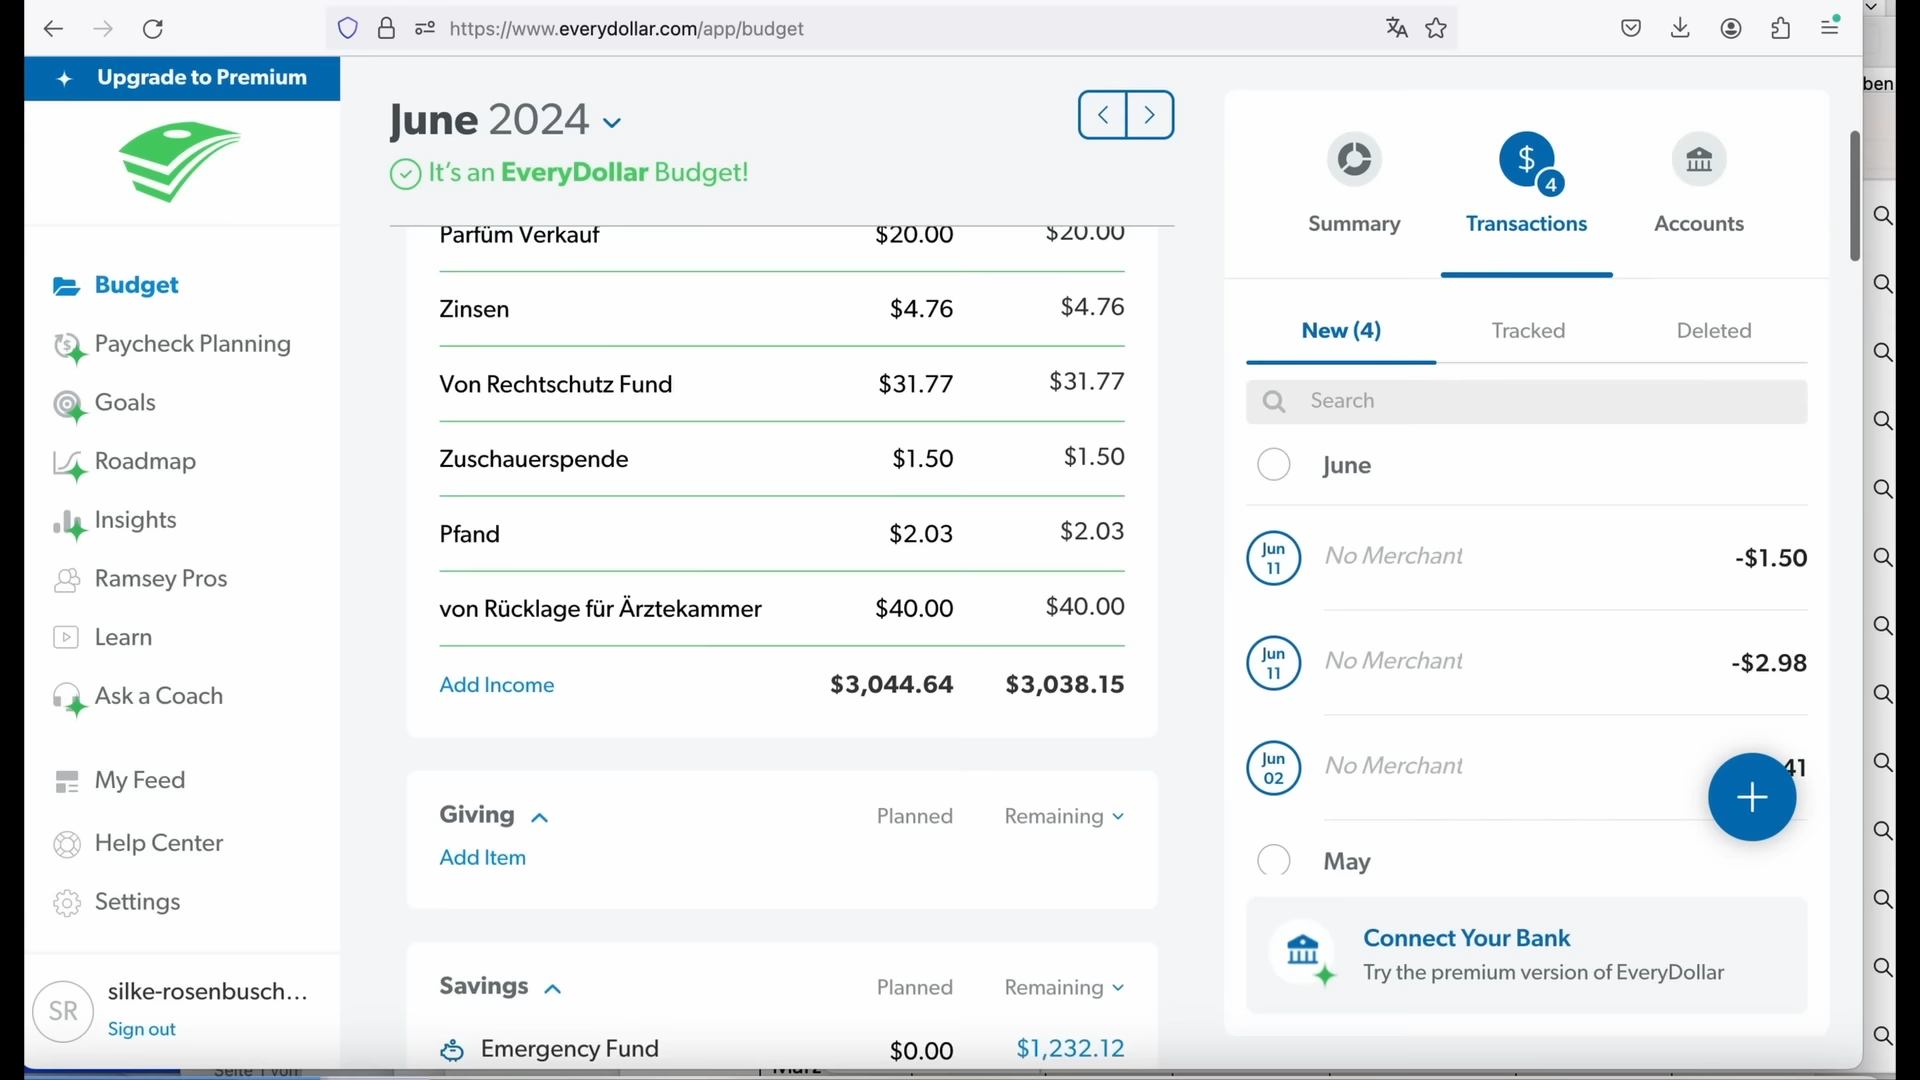 https://www.everydollar.com/app/budget
ben
Upgrade to Premium
Budget
Paycheck Planning
Goals
Roadmap
Insights
Ramsey Pros
Learn
Ask a Coach
My Feed
Help Center
Settings
SR
silke-rosenbusch...
Sign out
June 2024
It's an EveryDollar Budget!
Parfüm Verkauf $20.00 $20.00
Zinsen $4.76 $4.76
Von Rechtschutz Fund $31.77 $31.77
Zuschauerspende $1.50 $1.50
Pfand $2.03 $2.03
von Rücklage für Ärztekammer $40.00 $40.00
Add Income $3,044.64 $3,038.15
Giving Planned Remaining
Add Item
Savings Planned Remaining
Emergency Fund $0.00 $1,232.12
$ 4
Summary Transactions Accounts
New (4) Tracked Deleted
Search
June
Jun 11 No Merchant -$1.50
Jun 11 No Merchant -$2.98
Jun 02 No Merchant 41
May
Connect Your Bank
Try the premium version of EveryDollar
Seite 1 von
März